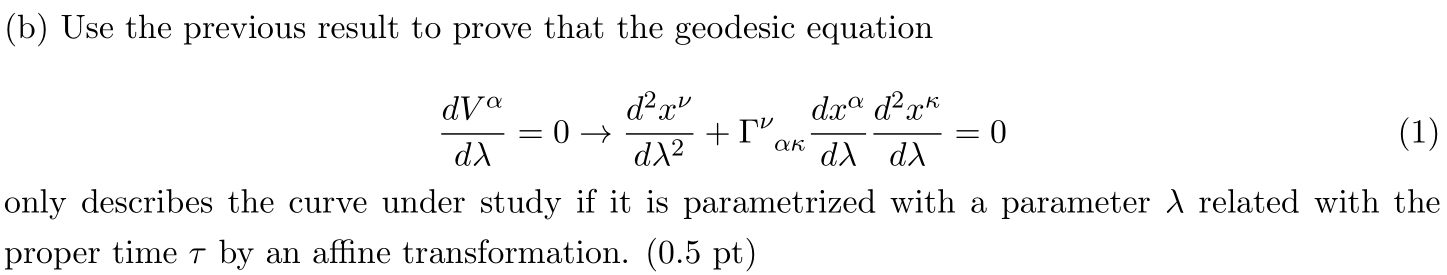 (b) Use the previous result to prove that the geodesic equation
dV^α/dλ = 0 → d²x^ν/dλ² + Γ^ν_{ακ} dx^α/dλ d²x^κ/dλ = 0 (1)
only describes the curve under study if it is parametrized with a parameter λ related with the
proper time τ by an affine transformation. (0.5 pt)